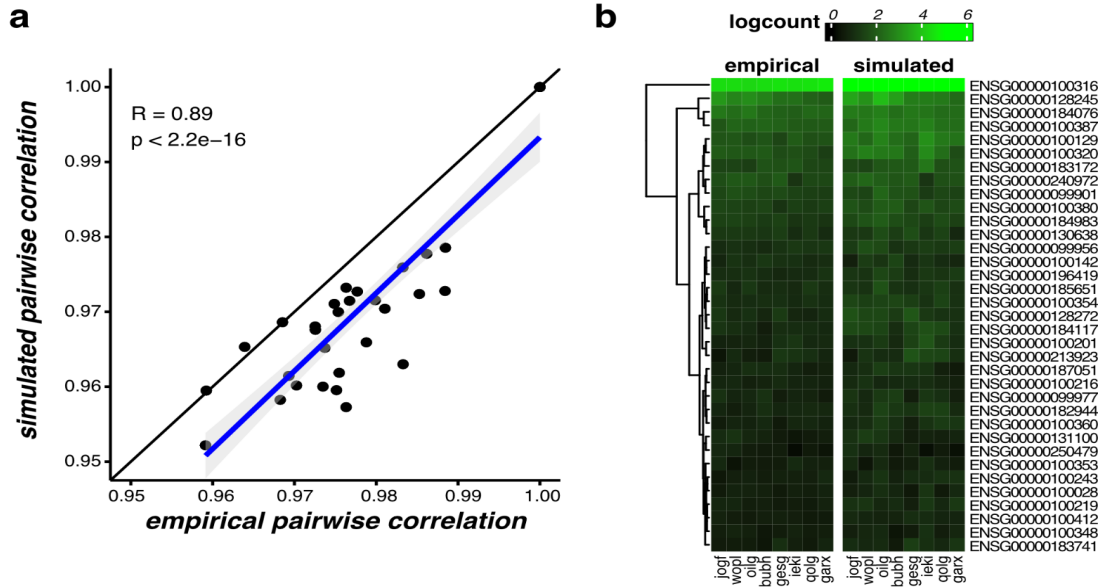 a
R = 0.89
p < 2.2e−16
1.00
0.99
0.98
0.97
0.96
0.95
simulated pairwise correlation
0.95 0.96 0.97 0.98 0.99 1.00
empirical pairwise correlation
b
logcount
0 2 4 6
empirical simulated
ENSG00000100316
ENSG00000128245
ENSG00000184076
ENSG00000100387
ENSG00000100129
ENSG00000100320
ENSG00000183172
ENSG00000240972
ENSG00000099901
ENSG00000100380
ENSG00000184983
ENSG00000130638
ENSG00000099956
ENSG00000100142
ENSG00000196419
ENSG00000185651
ENSG00000100354
ENSG00000128272
ENSG00000184117
ENSG00000100201
ENSG00000213923
ENSG00000187051
ENSG00000100216
ENSG00000099977
ENSG00000182944
ENSG00000100360
ENSG00000131100
ENSG00000250479
ENSG00000100353
ENSG00000100243
ENSG00000100028
ENSG00000100219
ENSG00000100412
ENSG00000100348
ENSG00000183741
jogf wopl oilg bubh gesg ieki qolg garx jogf wopl oilg bubh gesg ieki qolg garx